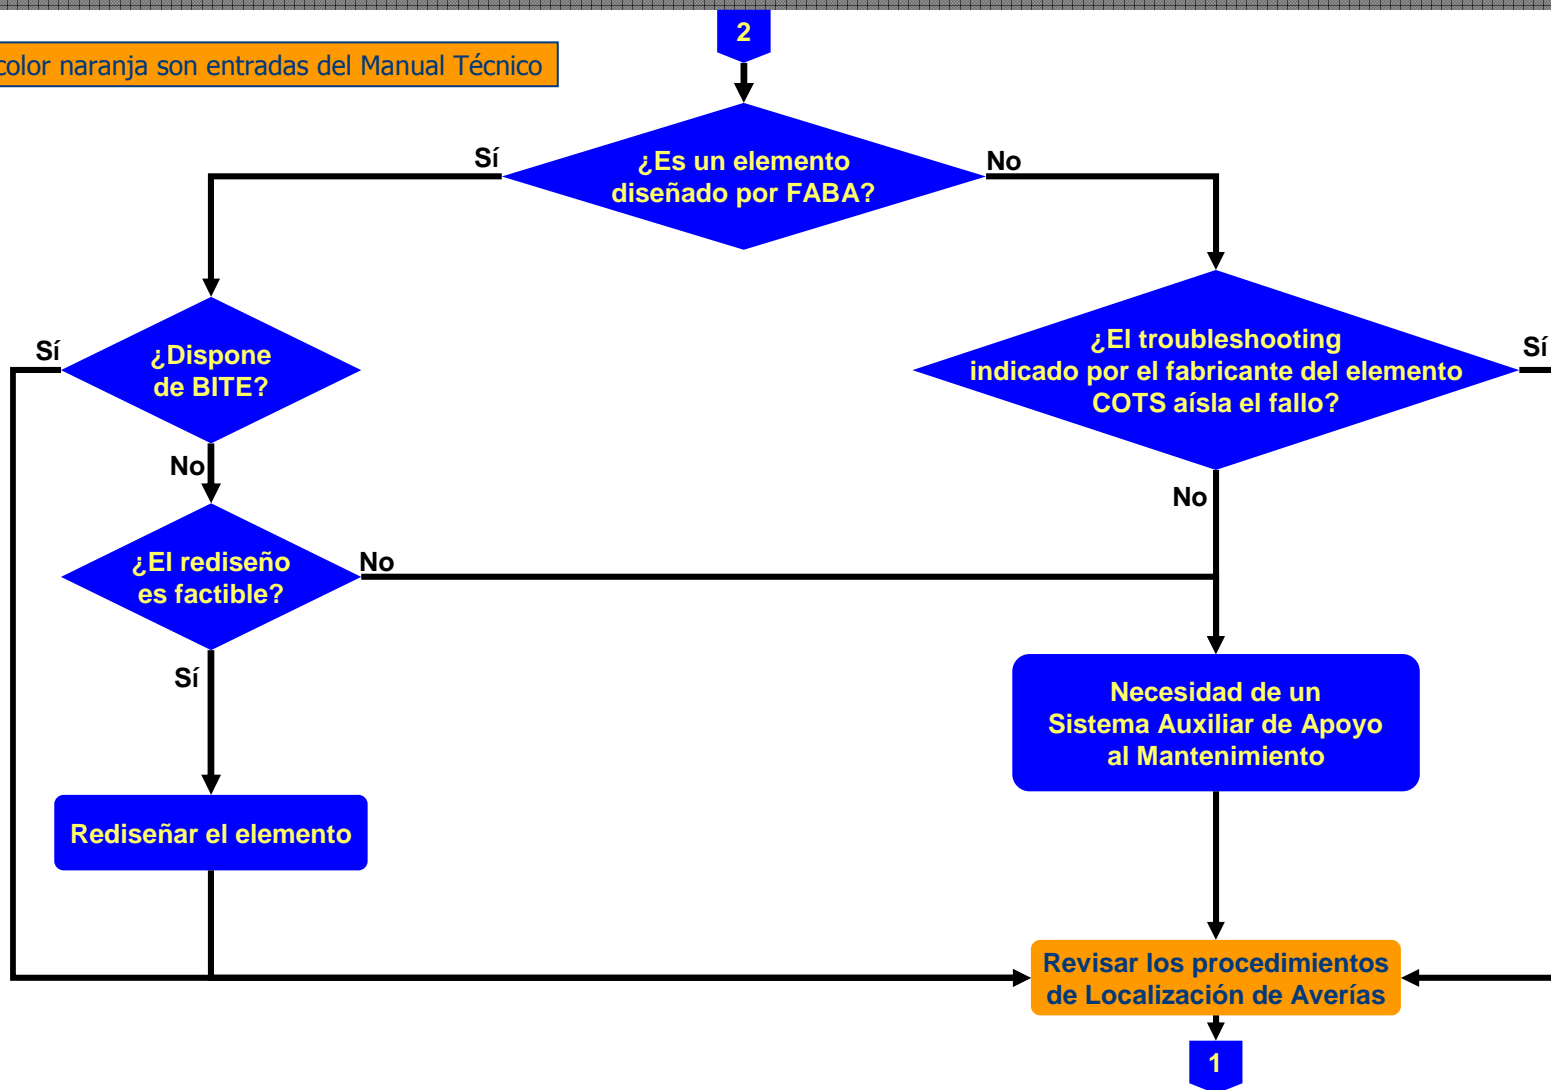 2
color naranja son entradas del Manual Técnico
¿Es un elemento
diseñado por FABA?
Sí
No
¿Dispone
de BITE?
Sí
No
¿El troubleshooting
indicado por el fabricante del elemento
COTS aísla el fallo?
Sí
No
¿El rediseño
es factible?
No
Sí
Necesidad de un
Sistema Auxiliar de Apoyo
al Mantenimiento
Rediseñar el elemento
Revisar los procedimientos
de Localización de Averías
1